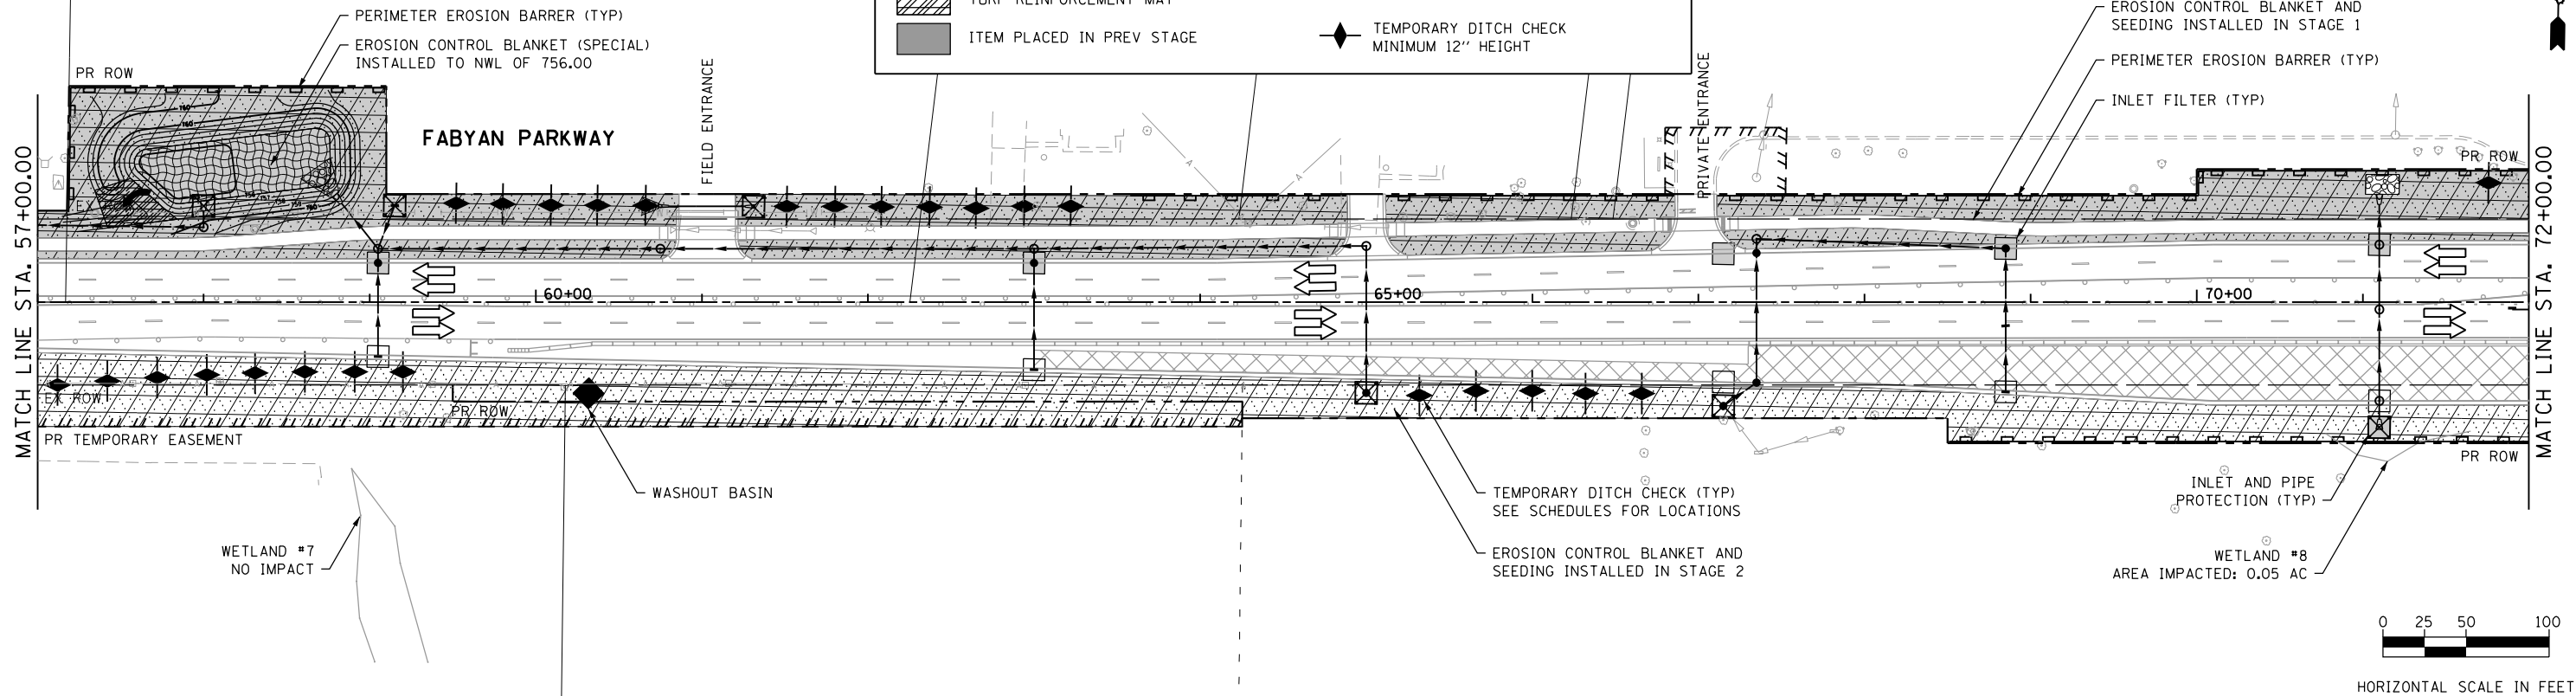 PERIMETER EROSION BARRER (TYP)
EROSION CONTROL BLANKET (SPECIAL)
INSTALLED TO NWL OF 756.00
PR ROW
TURF REINFORCEMENT MAT
ITEM PLACED IN PREV STAGE
TEMPORARY DITCH CHECK
MINIMUM 12" HEIGHT
EROSION CONTROL BLANKET AND
SEEDING INSTALLED IN STAGE 1
PERIMETER EROSION BARRER (TYP)
INLET FILTER (TYP)
FABYAN PARKWAY
FIELD ENTRANCE
PRIVATE ENTRANCE
PR ROW
MATCH LINE STA. 57+00.00
MATCH LINE STA. 72+00.00
760
760
A
A
60+00
65+00
70+00
EX ROW
PR ROW
PR TEMPORARY EASEMENT
PR ROW
WASHOUT BASIN
TEMPORARY DITCH CHECK (TYP)
SEE SCHEDULES FOR LOCATIONS
INLET AND PIPE
PROTECTION (TYP)
WETLAND #7
NO IMPACT
EROSION CONTROL BLANKET AND
SEEDING INSTALLED IN STAGE 2
WETLAND #8
AREA IMPACTED: 0.05 AC
0 25 50 100
HORIZONTAL SCALE IN FEET